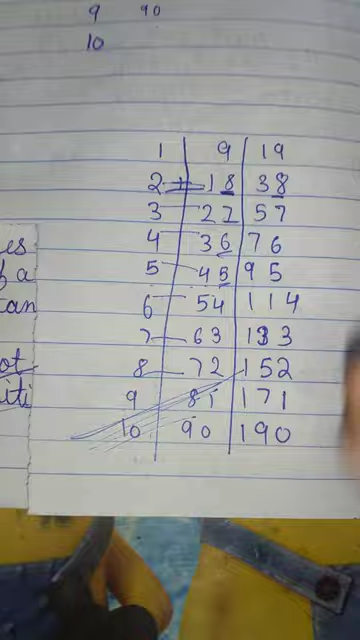 9 90
10
1 9 19
2 18 38
3 27 57
4 36 76
5 45 95
6 54 114
7 63 133
8 72 152
9 81 171
10 90 190
es
f a
can
ot
iti